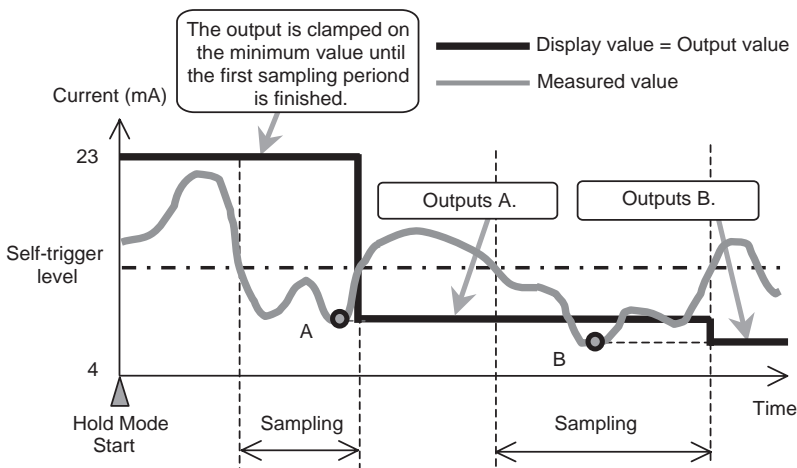 The output is clamped on
the minimum value until
the first sampling periond
is finished.
Display value = Output value
Measured value
Current (mA)
23
Outputs A.
Outputs B.
Self-trigger
level
A
B
4
Time
Hold Mode
Start
Sampling
Sampling